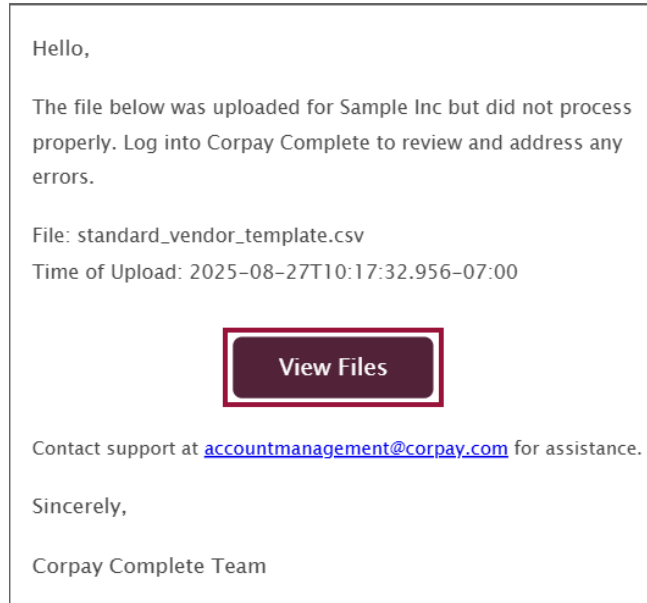 Hello,
The file below was uploaded for Sample Inc but did not process
properly. Log into Corpay Complete to review and address any
errors.
File: standard_vendor_template.csv
Time of Upload: 2025-08-27T10:17:32.956-07:00
View Files
Contact support at accountmanagement@corpay.com for assistance.
Sincerely,
Corpay Complete Team